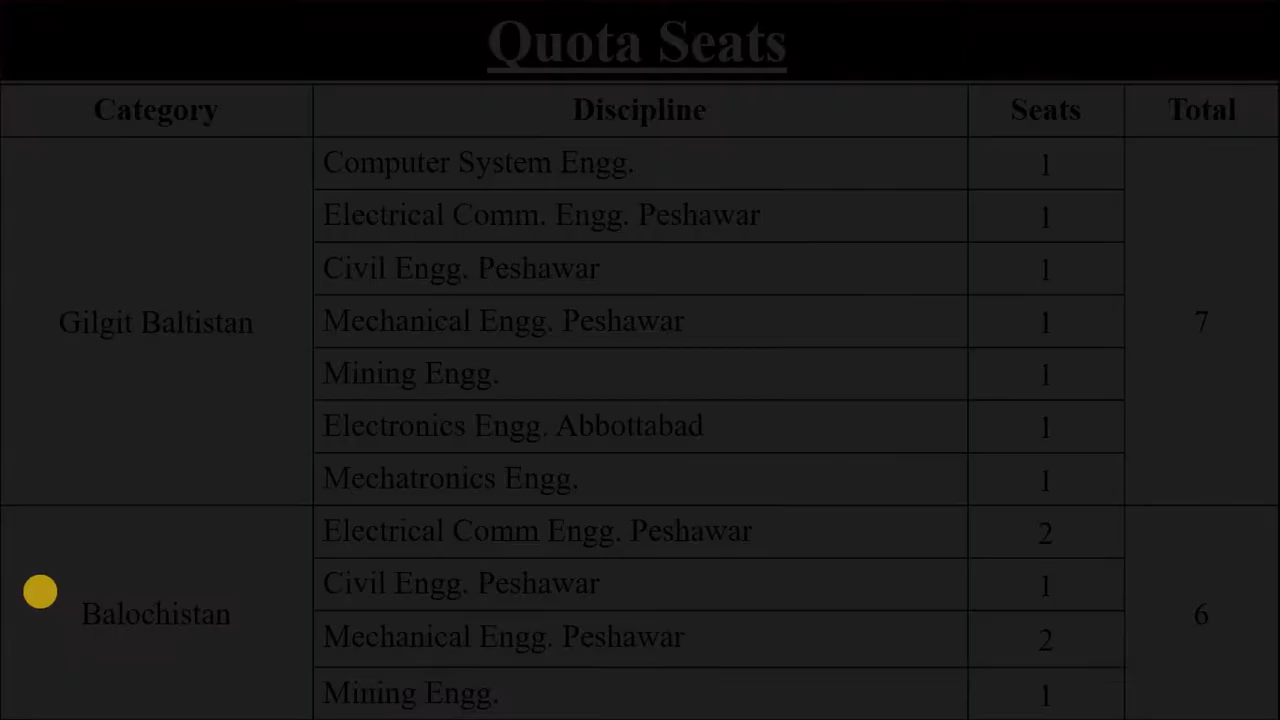 Quota Seats
Category Discipline Seats Total
Gilgit Baltistan Computer System Engg. 1 7
Electrical Comm. Engg. Peshawar 1
Civil Engg. Peshawar 1
Mechanical Engg. Peshawar 1
Mining Engg. 1
Electronics Engg. Abbottabad 1
Mechatronics Engg. 1
Balochistan Electrical Comm Engg. Peshawar 2 6
Civil Engg. Peshawar 1
Mechanical Engg. Peshawar 2
Mining Engg. 1